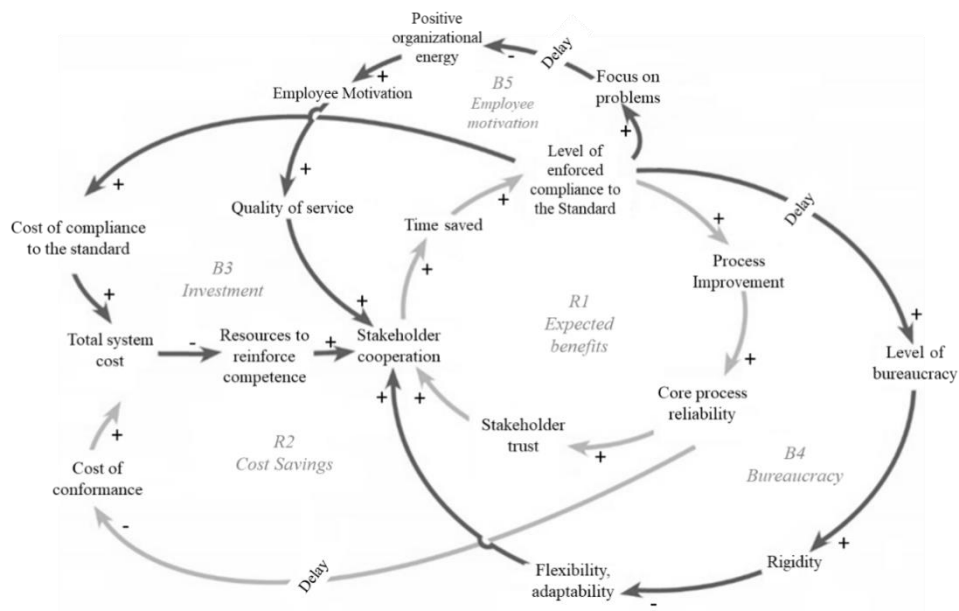 Positive
organizational
energy
-
Delay
Focus on
problems
+
Employee Motivation
B5
Employee
motivation
+
Level of
enforced
compliance to
the Standard
+
+
+
Quality of service
Time saved
+
Delay
Cost of compliance
to the standard
+
Process
Improvement
B3
Investment
+
+
+
R1
Expected
benefits
+
Total system
cost
-
Resources to
reinforce
competence
+
Stakeholder
cooperation
Level of
bureaucracy
+
Core process
reliability
+
+
+
Stakeholder
trust
+
R2
Cost Savings
B4
Bureaucracy
Cost of
conformance
-
Delay
+
Rigidity
Flexibility,
adaptability
-